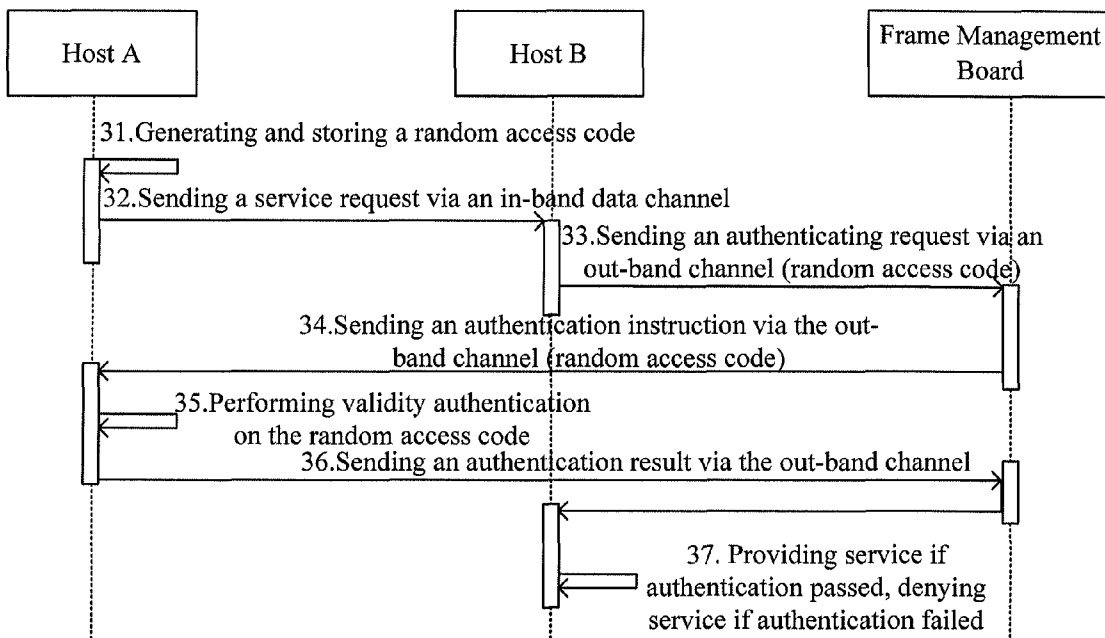 Host A
Host B
Frame Management
Board
31.Generating and storing a random access code
32.Sending a service request via an in-band data channel
33.Sending an authenticating request via an
out-band channel (random access code)
34.Sending an authentication instruction via the out-
band channel (random access code)
35.Performing validity authentication
on the random access code
36.Sending an authentication result via the out-band channel
37. Providing service if
authentication passed, denying
service if authentication failed